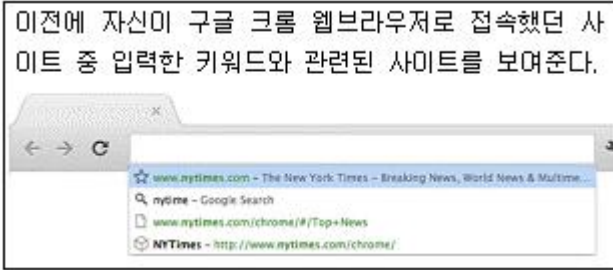 이전에 자신이 구글 크롬 웹브라우저로 접속했던 사
이트 중 입력한 키워드와 관련된 사이트를 보여준다.
www.nytimes.com – The New York Times – Breaking News, World News & Multime...
nytime – Google Search
www.nytimes.com/chrome/#/Top+News
NYTimes – http://www.nytimes.com/chrome/